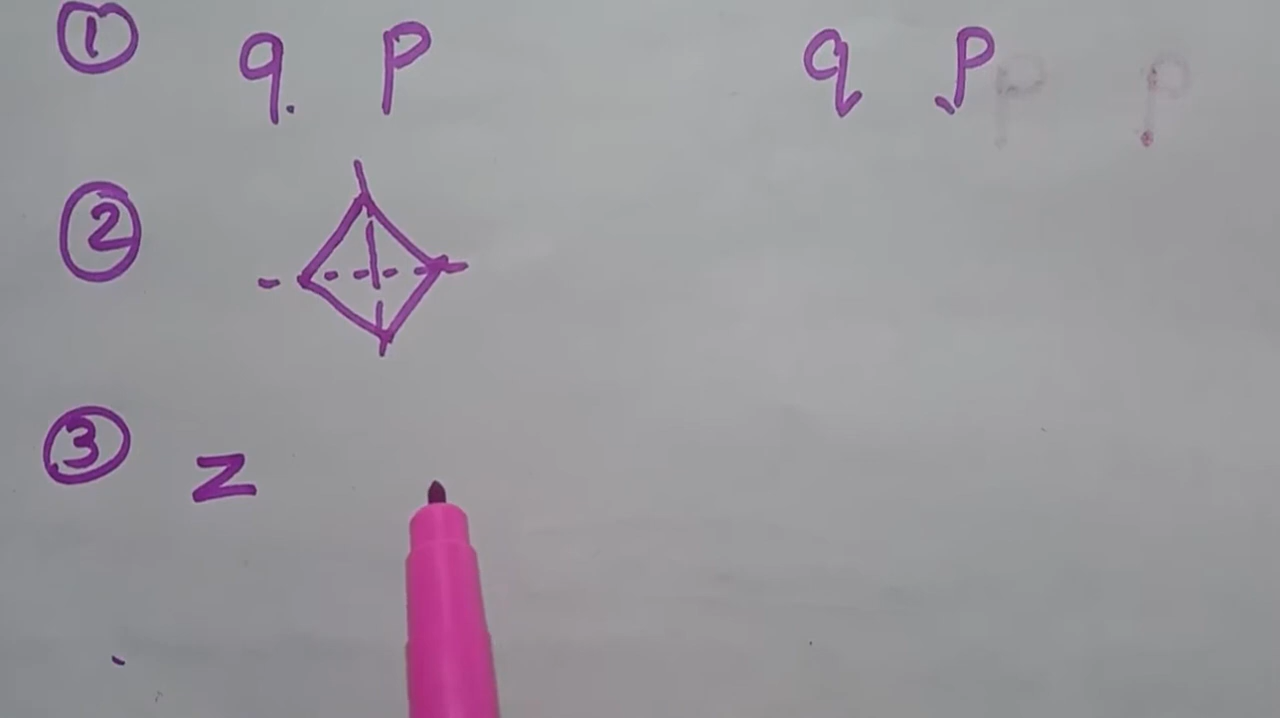 ① q. p q p
②
③ z